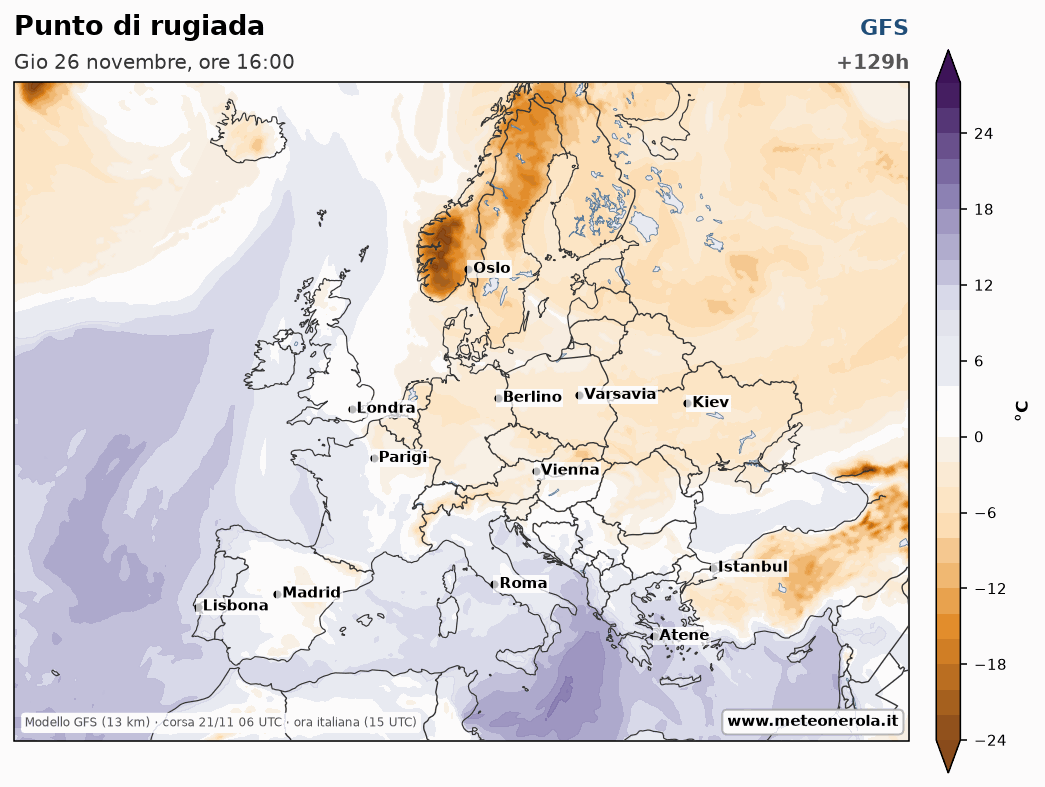 Punto di rugiada
GFS
Gio 26 novembre, ore 16:00
+129h
Oslo
Berlino
Varsavia
Kiev
Londra
Parigi
Vienna
Istanbul
Madrid
Roma
Lisbona
Atene
Modello GFS (13 km) · corsa 21/11 06 UTC · ora italiana (15 UTC)
www.meteonerola.it
24
18
12
6
0
−6
−12
−18
−24
°C